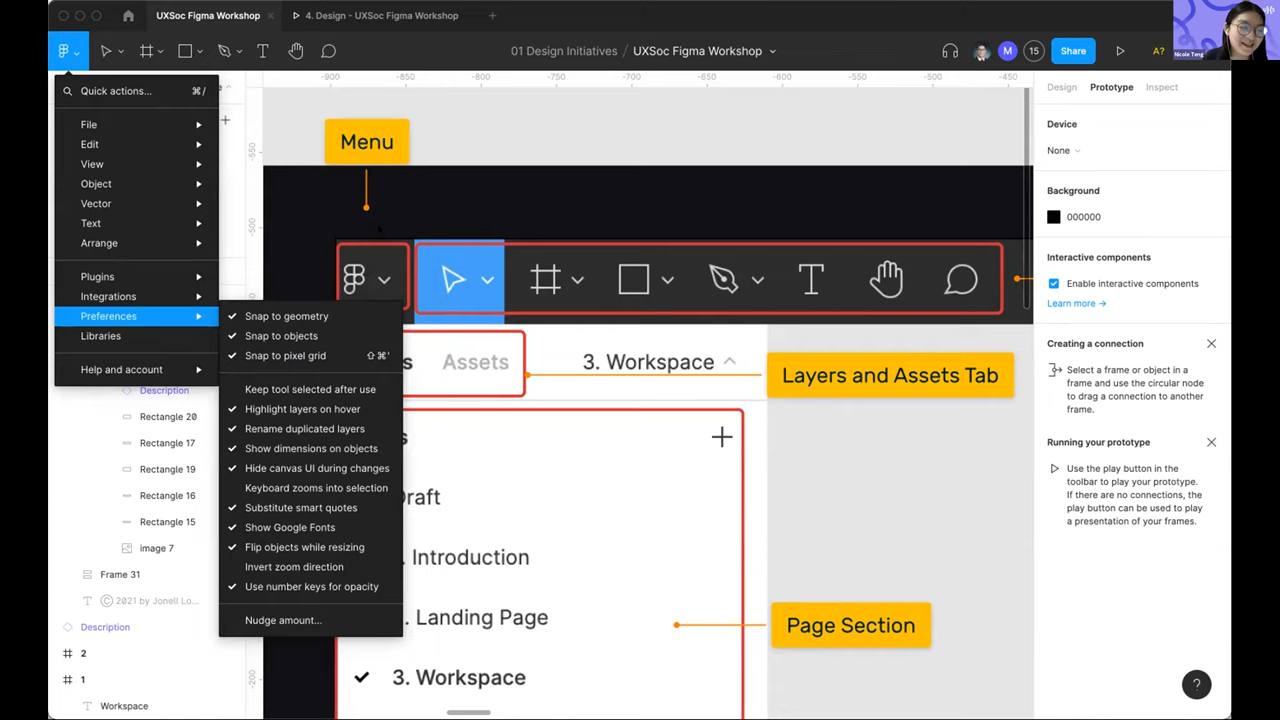 UXSoc Figma Workshop
4. Design - UXSoc Figma Workshop
01 Design Initiatives / UXSoc Figma Workshop
M
15
Share
A?
Nicole Teng
Quick actions...
⌘/
File
Edit
View
Object
Vector
Text
Arrange
Plugins
Integrations
Preferences
Libraries
Help and account
Snap to geometry
Snap to objects
Snap to pixel grid
⇧⌘'
Keep tool selected after use
Highlight layers on hover
Rename duplicated layers
Show dimensions on objects
Hide canvas UI during changes
Keyboard zooms into selection
Substitute smart quotes
Show Google Fonts
Flip objects while resizing
Invert zoom direction
Use number keys for opacity
Nudge amount...
Description
Rectangle 20
Rectangle 17
Rectangle 19
Rectangle 16
Rectangle 15
image 7
Frame 31
© 2021 by Jonell Lo...
Description
2
1
Workspace
-900
-850
-800
-750
-700
-650
-600
-550
-500
-450
-550
-500
-200
Menu
Assets
3. Workspace
Layers and Assets Tab
Draft
Introduction
Landing Page
3. Workspace
Page Section
Design
Prototype
Inspect
Device
None
Background
000000
Interactive components
Enable interactive components
Learn more →
Creating a connection
Select a frame or object in a
frame and use the circular node
to drag a connection to another
frame.
Running your prototype
Use the play button in the
toolbar to play your prototype.
If there are no connections, the
play button can be used to play
a presentation of your frames.
?